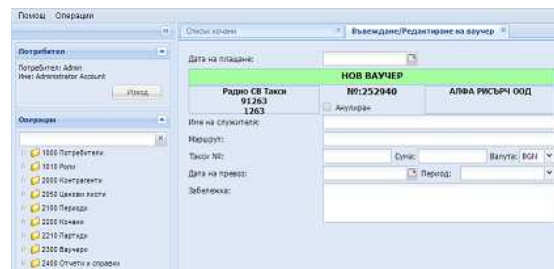 Помощ Операции
Списък кочани
Въвеждане/Редактиране на ваучер
Потребител
Потребител: Admin
Име: Administrator Account
Изход
Операции
1000 Потребители
1010 Роли
2000 Контрагенти
2050 Ценови листи
2100 Периоди
2200 Кочани
2210 Партиди
2300 Ваучери
2400 Отчети и справки
Дата на плащане:
НОВ ВАУЧЕР
Радио СВ Такси
91263
1263
№:252940
Анулиран
АЛФА РИСЪРЧ ООД
Име на служителя:
Маршрут:
Такси №:
Сума:
Валута: BGN
Дата на превоз:
Период:
Забележка: